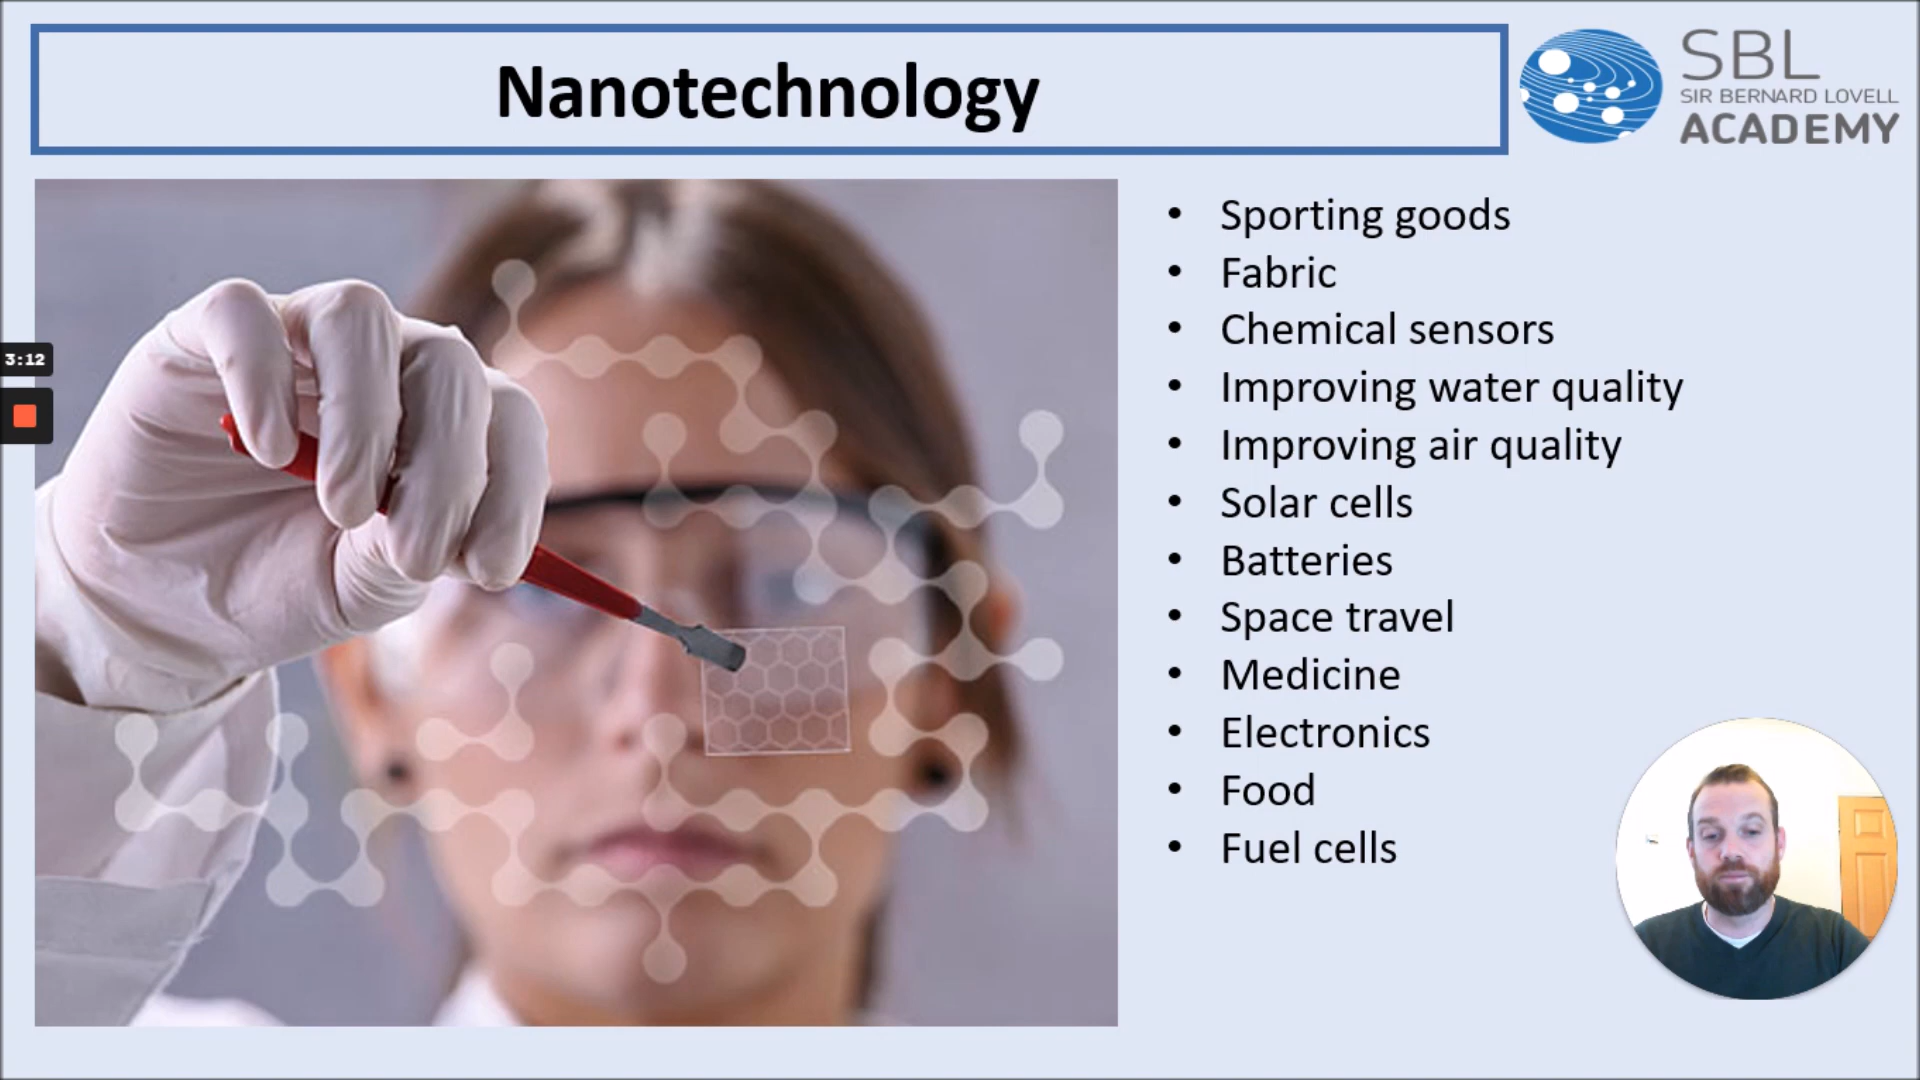 Nanotechnology
SBL
SIR BERNARD LOVELL
ACADEMY
• Sporting goods
• Fabric
• Chemical sensors
• Improving water quality
• Improving air quality
• Solar cells
• Batteries
• Space travel
• Medicine
• Electronics
• Food
• Fuel cells
3:12